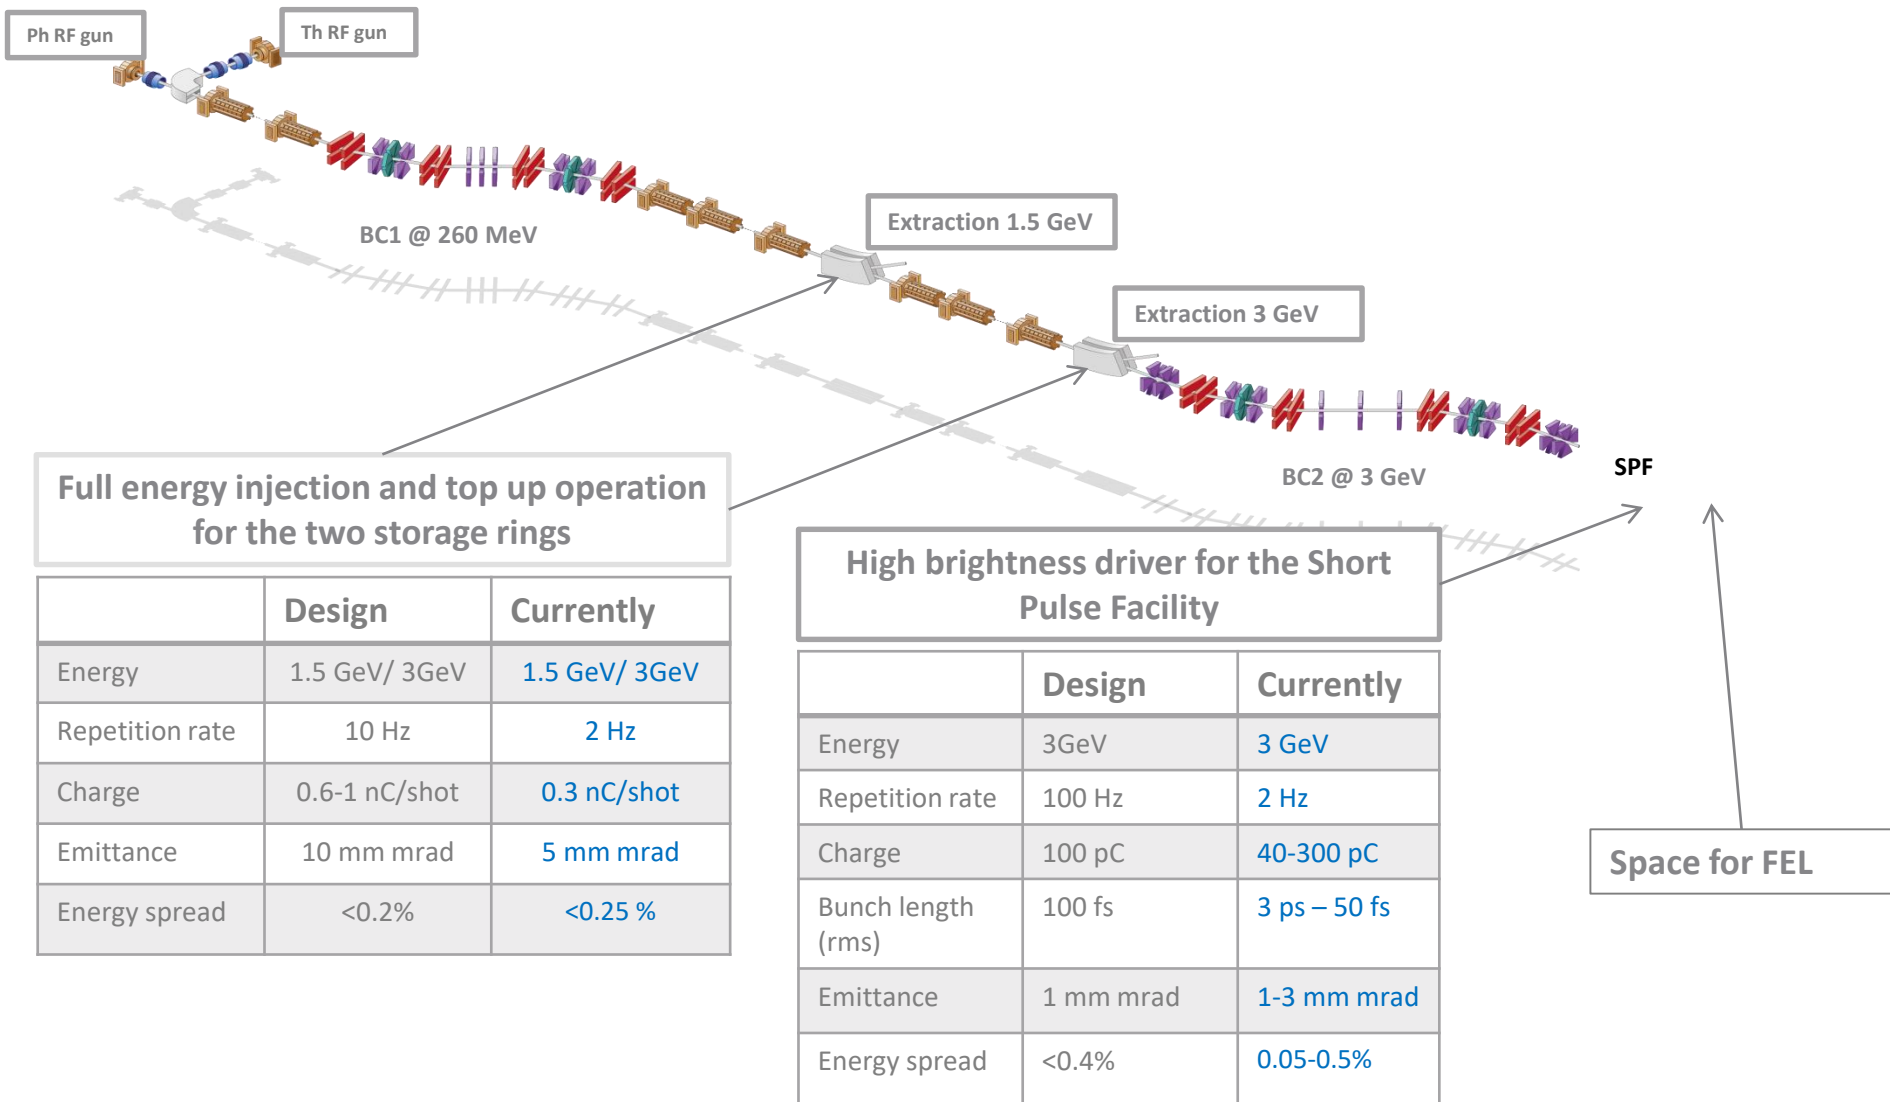 Ph RF gun
Th RF gun
BC1 @ 260 MeV
Extraction 1.5 GeV
Extraction 3 GeV
BC2 @ 3 GeV
SPF
Full energy injection and top up operation
for the two storage rings
Design Currently
Energy 1.5 GeV/ 3GeV 1.5 GeV/ 3GeV
Repetition rate 10 Hz 2 Hz
Charge 0.6-1 nC/shot 0.3 nC/shot
Emittance 10 mm mrad 5 mm mrad
Energy spread <0.2% <0.25 %
High brightness driver for the Short
Pulse Facility
Design Currently
Energy 3GeV 3 GeV
Repetition rate 100 Hz 2 Hz
Charge 100 pC 40-300 pC
Bunch length 100 fs 3 ps – 50 fs
(rms)
Emittance 1 mm mrad 1-3 mm mrad
Energy spread <0.4% 0.05-0.5%
Space for FEL